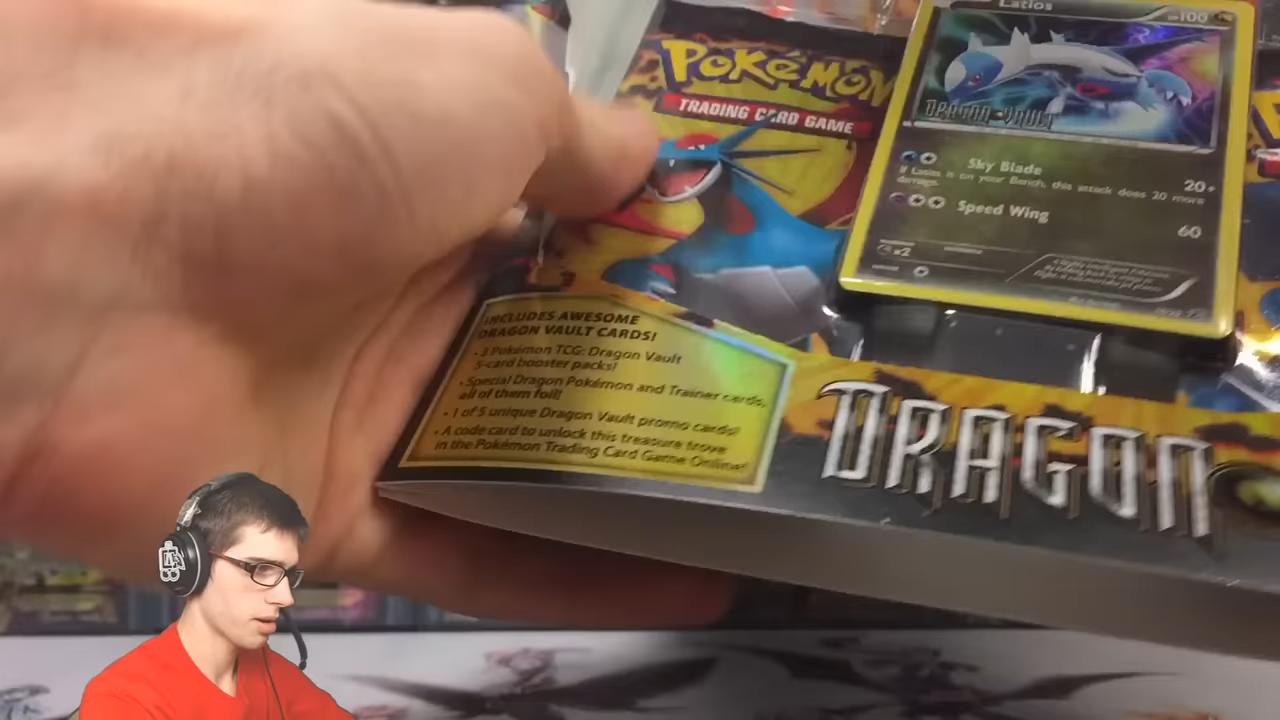 Latios
100
POKéMON
TRADING CARD GAME
DRAGON VAULT
Sky Blade
20+
If Latias is on your Bench, this attack does 20 more
damage.
Speed Wing
60
x2
INCLUDES AWESOME
DRAGON VAULT CARDS!
• 3 Pokémon TCG: Dragon Vault
5-card booster packs!
• Special Dragon Pokémon and Trainer cards,
all of them foil!
• 1 of 5 unique Dragon Vault promo cards!
• A code card to unlock this treasure trove
in the Pokémon Trading Card Game Online!
DRAGON